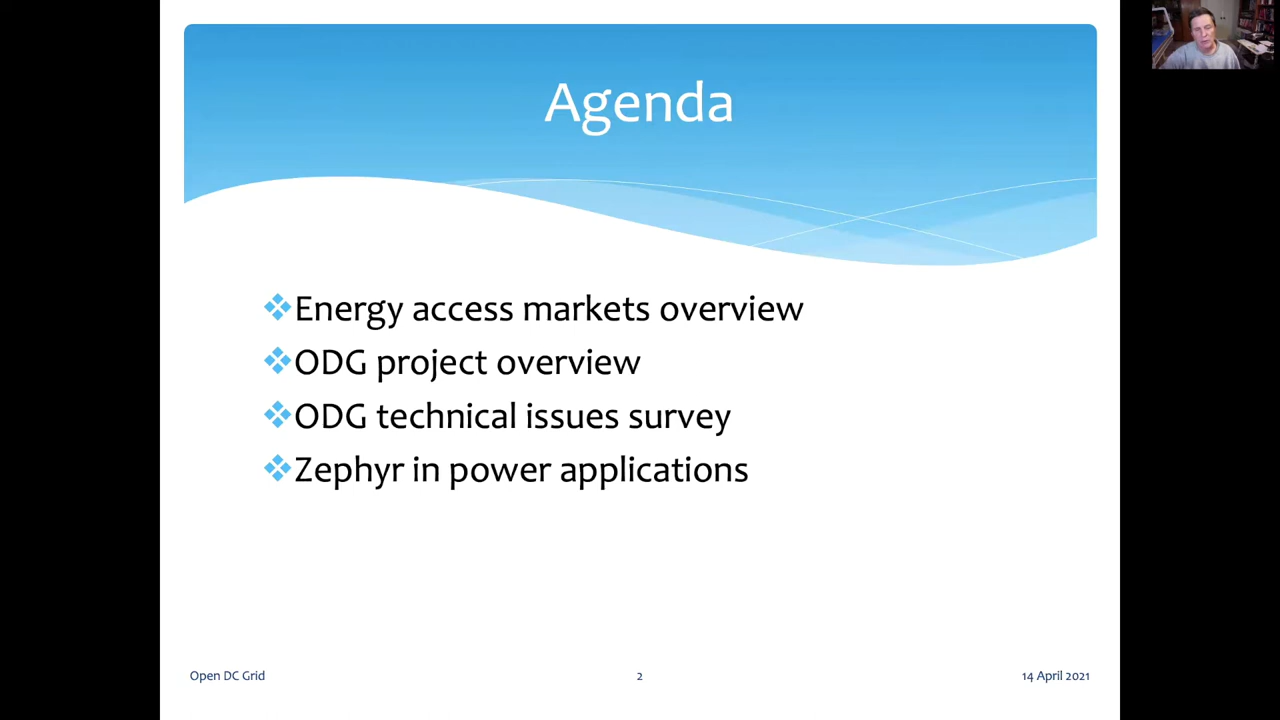 Agenda
Energy access markets overview
ODG project overview
ODG technical issues survey
Zephyr in power applications
Open DC Grid
2
14 April 2021